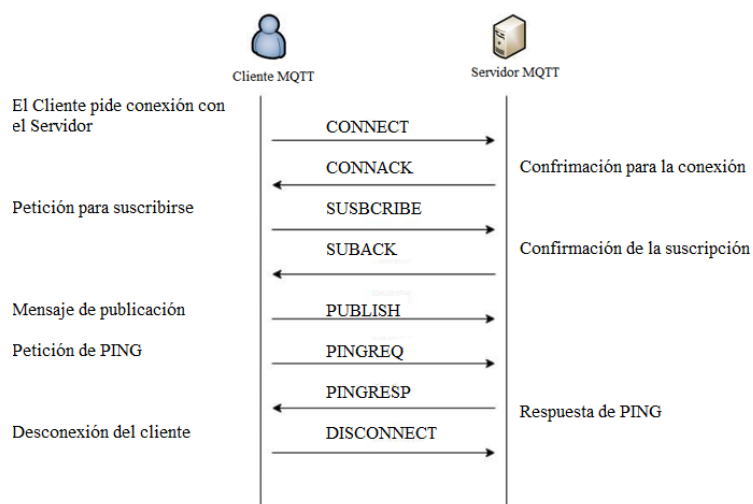 Cliente MQTT
Servidor MQTT
El Cliente pide conexión con
el Servidor
CONNECT
CONNACK
Confrimación para la conexión
Petición para suscribirse
SUSBCRIBE
SUBACK
Confirmación de la suscripción
Mensaje de publicación
PUBLISH
Petición de PING
PINGREQ
PINGRESP
Respuesta de PING
Desconexión del cliente
DISCONNECT